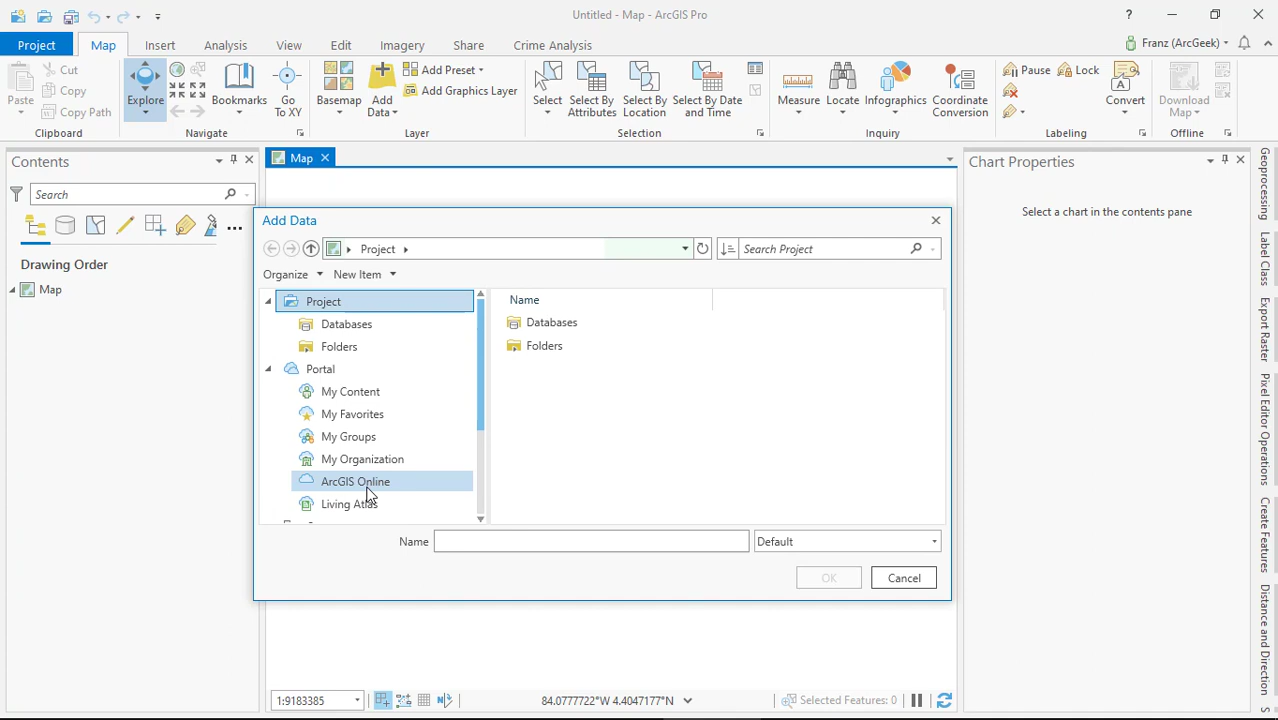 Untitled - Map - ArcGIS Pro
?
Project Map Insert Analysis View Edit Imagery Share Crime Analysis
Franz (ArcGeek)
Paste
Cut
Copy
Copy Path
Clipboard
Explore
Bookmarks
Go To XY
Navigate
Basemap
Add Data
Add Preset
Add Graphics Layer
Layer
Select
Select By Attributes
Select By Location
Select By Date and Time
Selection
Measure
Locate
Infographics
Coordinate Conversion
Inquiry
Pause
Lock
Convert
Labeling
Download Map
Offline
Contents
Search
Drawing Order
Map
Map
Chart Properties
Select a chart in the contents pane
Geoprocessing
Label Class
Export Raster
Pixel Editor Operations
Create Features
Distance and Direction
Add Data
Project
Search Project
Organize
New Item
Project
Databases
Folders
Portal
My Content
My Favorites
My Groups
My Organization
ArcGIS Online
Living Atlas
Name
Databases
Folders
Name
Default
OK
Cancel
1:9183385
84.0777722°W 4.4047177°N
Selected Features: 0